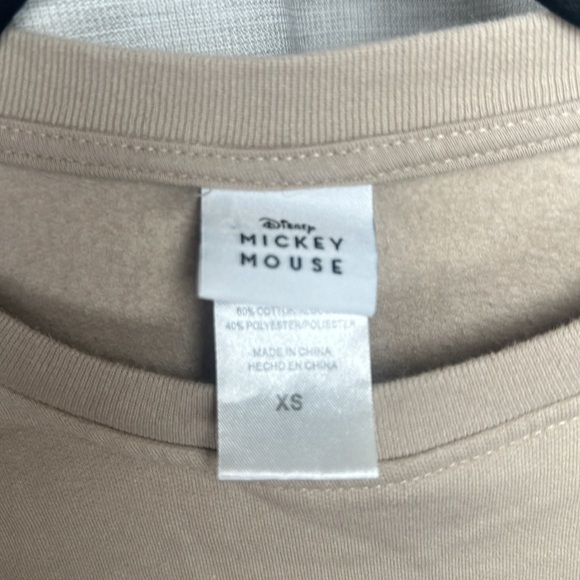 Disney
MICKEY
MOUSE
60% COTTON
40% POLYESTER/POLIESTER
MADE IN CHINA
HECHO EN CHINA
XS